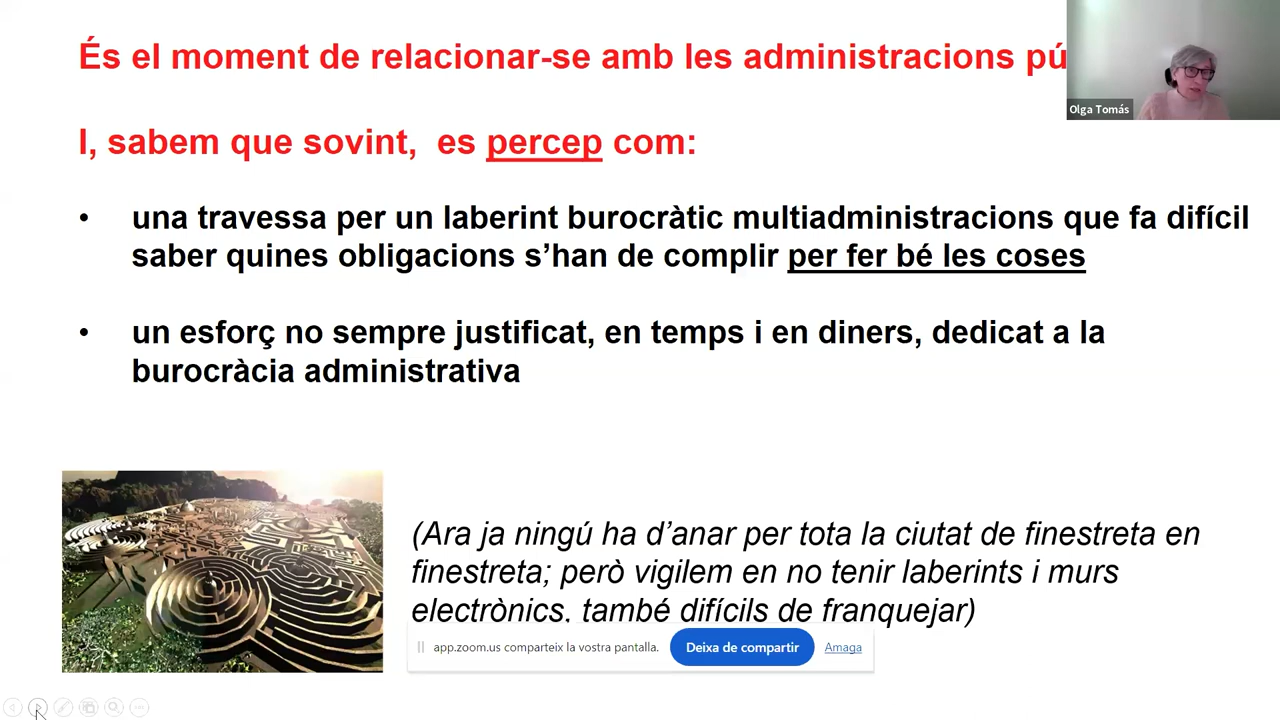 És el moment de relacionar-se amb les administracions pú
Olga Tomás
I, sabem que sovint, es percep com:
• una travessa per un laberint burocràtic multiadministracions que fa difícil
saber quines obligacions s’han de complir per fer bé les coses
• un esforç no sempre justificat, en temps i en diners, dedicat a la
burocràcia administrativa
(Ara ja ningú ha d’anar per tota la ciutat de finestreta en
finestreta; però vigilem en no tenir laberints i murs
electrònics, també difícils de franquejar)
app.zoom.us comparteix la vostra pantalla. Deixa de compartir Amaga